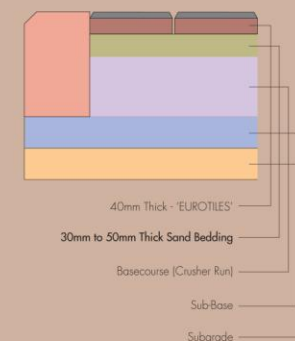 40mm Thick - 'EUROTILES'
30mm to 50mm Thick Sand Bedding
Basecourse (Crusher Run)
Sub-Base
Subgrade